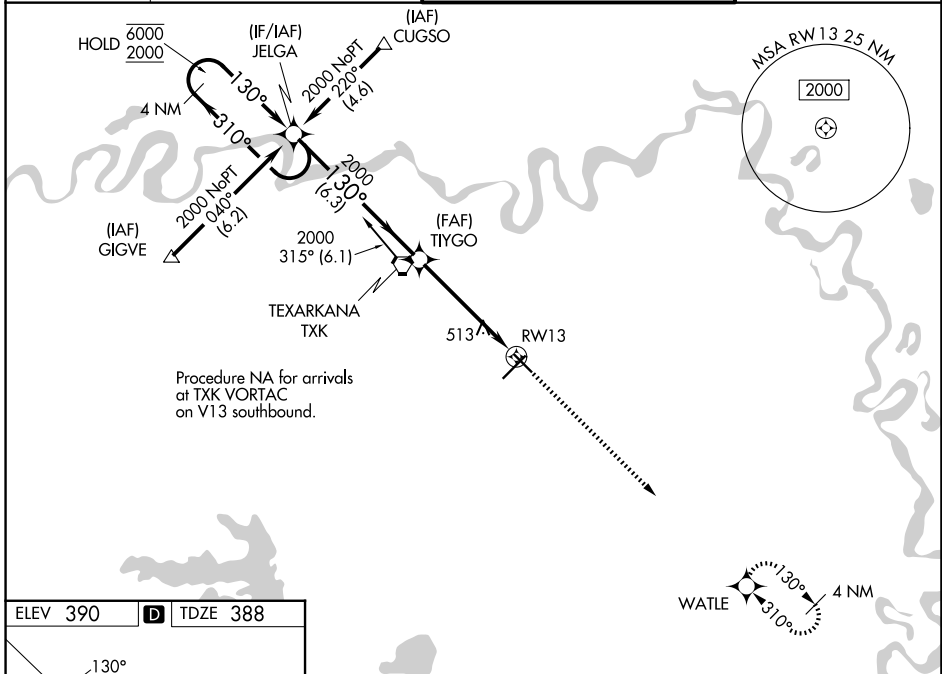 (IAF)
CUGSO
HOLD 6000
2000
(IF/IAF)
JELGA
MSA RW 13 25 NM
2000
2000 NoPT
220°
(4.6)
130°
4 NM
310°
2000
130°
(6.3)
2000 NoPT
040°
(6.2)
(IAF)
GIGVE
(FAF)
TIYGO
2000
315° (6.1)
TEXARKANA
TXK
513
RW13
Procedure NA for arrivals
at TXK VORTAC
on V13 southbound.
WATLE
130°
310°
4 NM
ELEV 390 D TDZE 388
130°